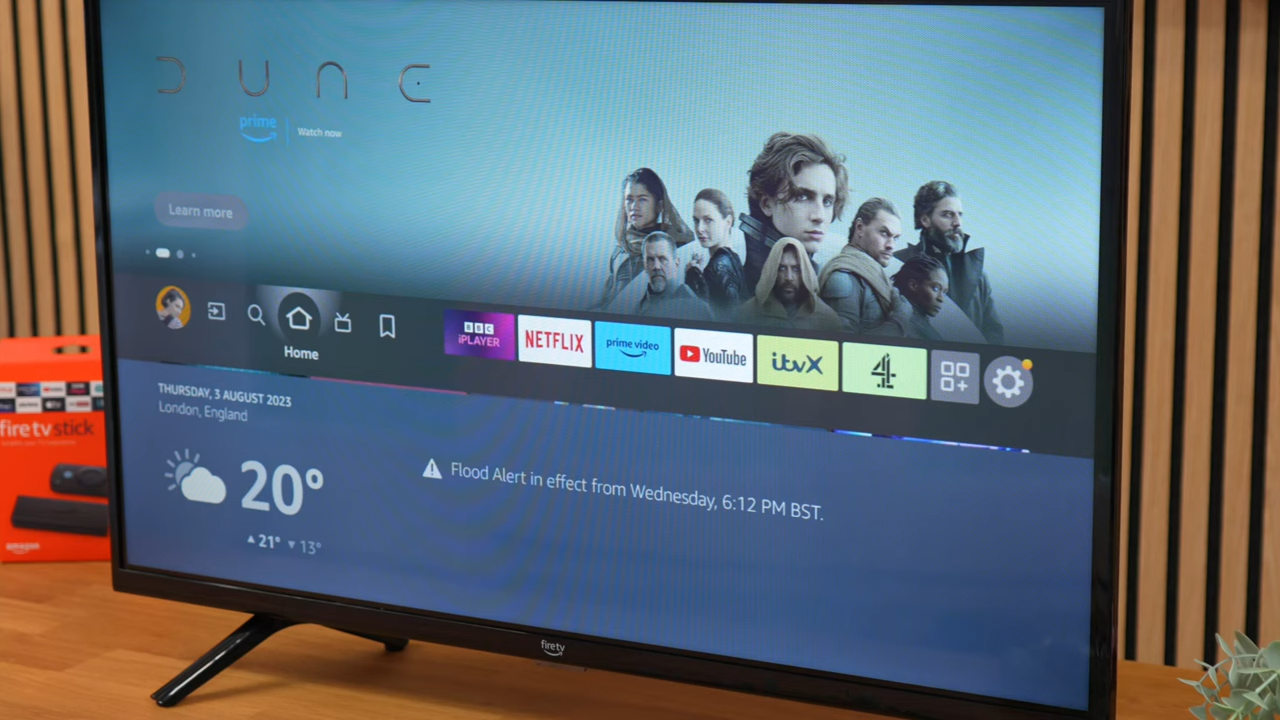 DUNE
prime
Watch now
Learn more
Home
BBC
iPLAYER
NETFLIX
prime video
YouTube
itvX
4
THURSDAY, 3 AUGUST 2023
London, England
20°
▲ 21° ▼ 13°
Flood Alert in effect from Wednesday, 6:12 PM BST.
fire tv
fire tv stick
amazon